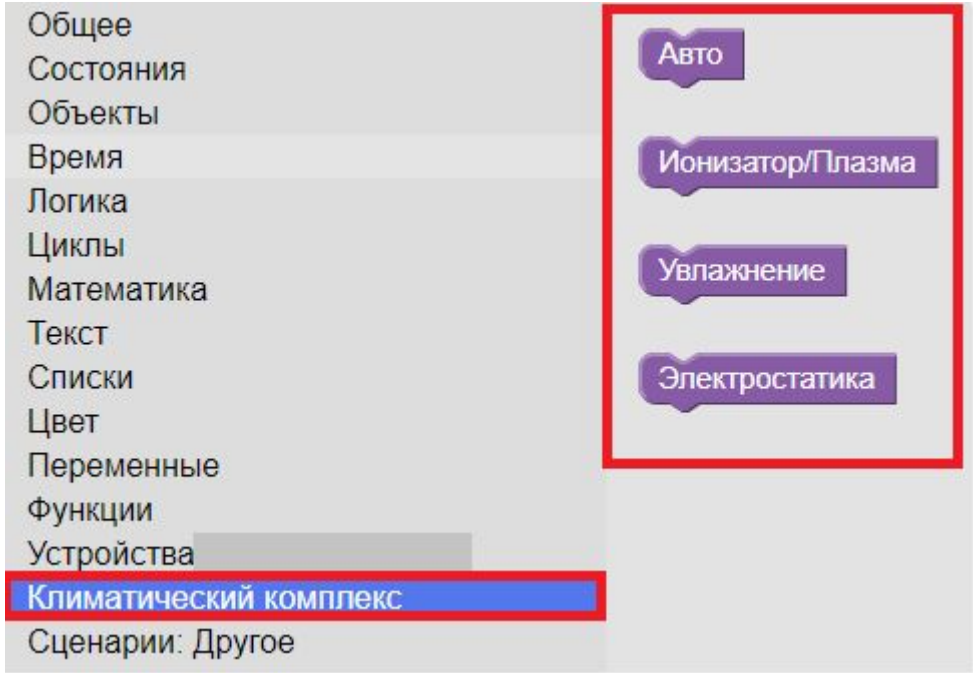 Общее
Состояния
Объекты
Время
Логика
Циклы
Математика
Текст
Списки
Цвет
Переменные
Функции
Устройства
Климатический комплекс
Сценарии: Другое
Авто
Ионизатор/Плазма
Увлажнение
Электростатика